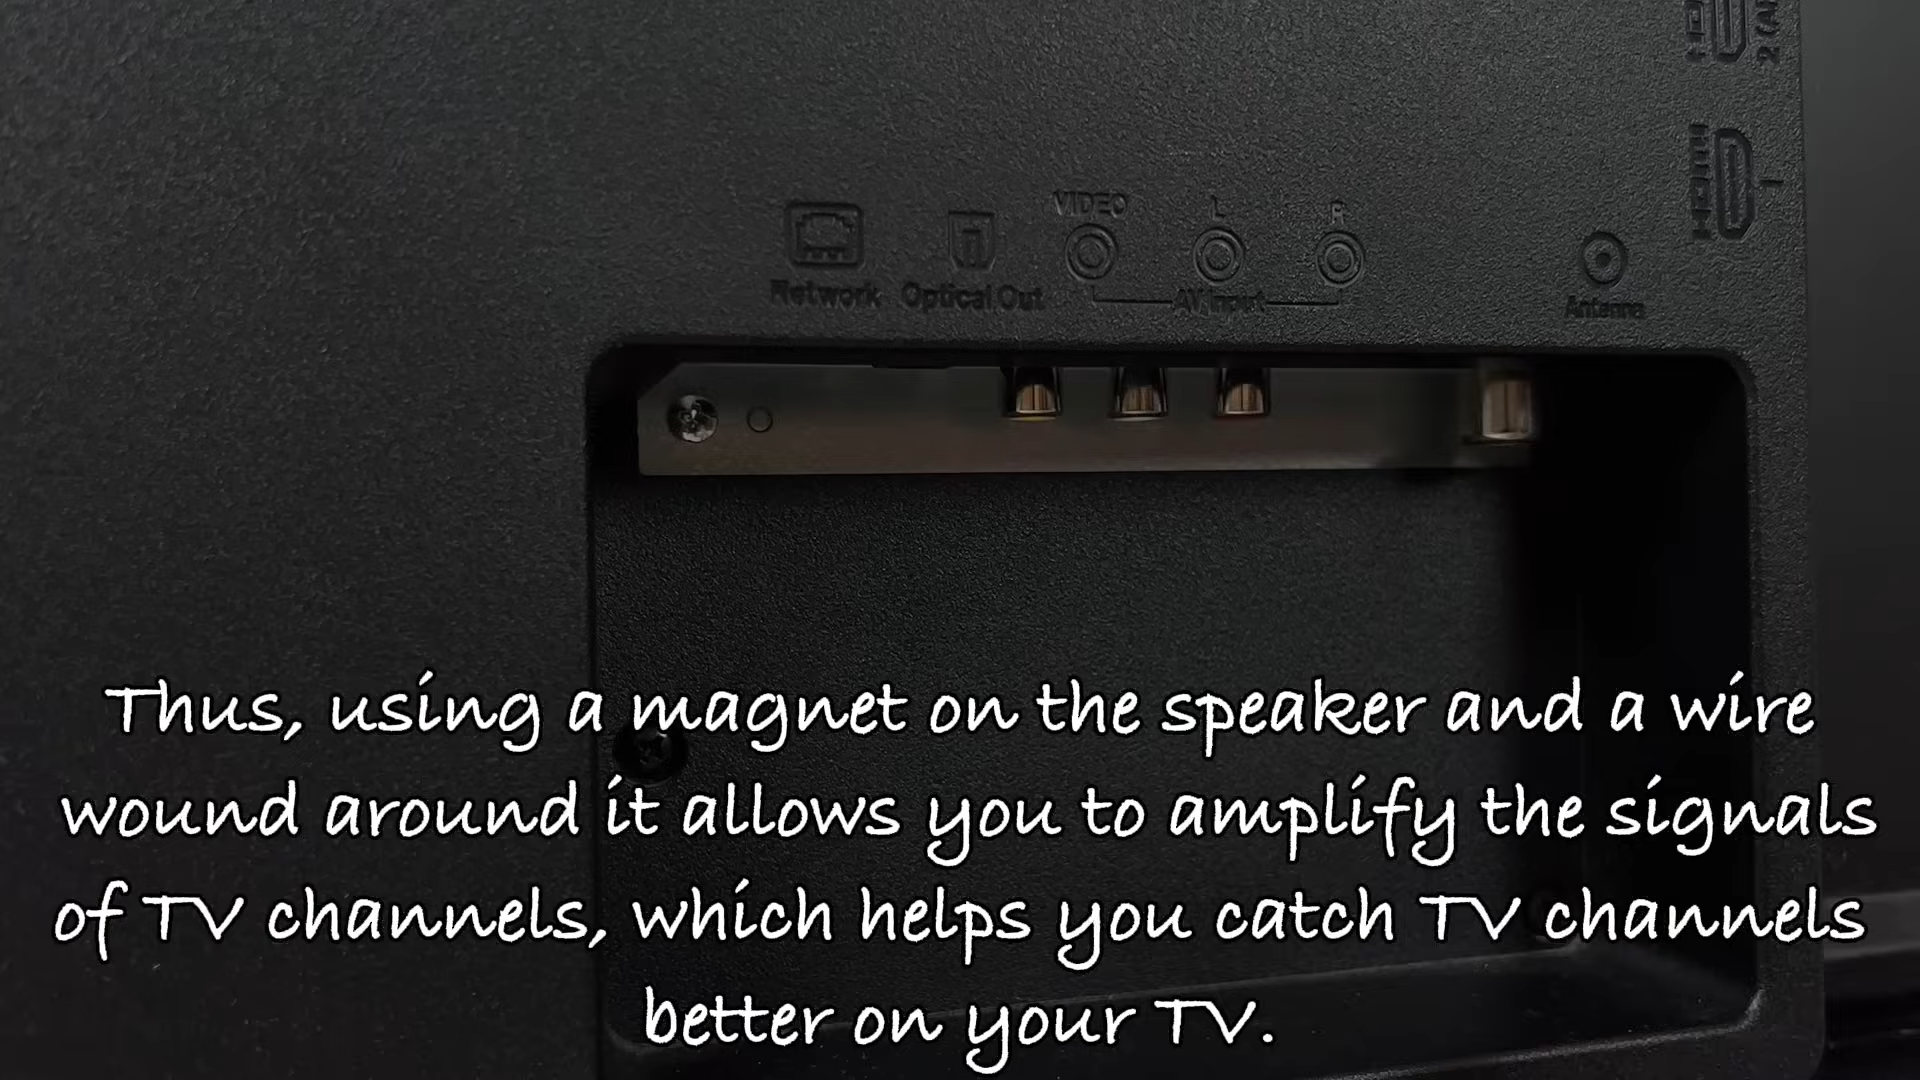 HDMI
2 (A
HDMI
1
VIDEO
L
R
Network
Optical Out
AV Input
Antenna
Thus, using a magnet on the speaker and a wire
wound around it allows you to amplify the signals
of TV channels, which helps you catch TV channels
better on your TV.